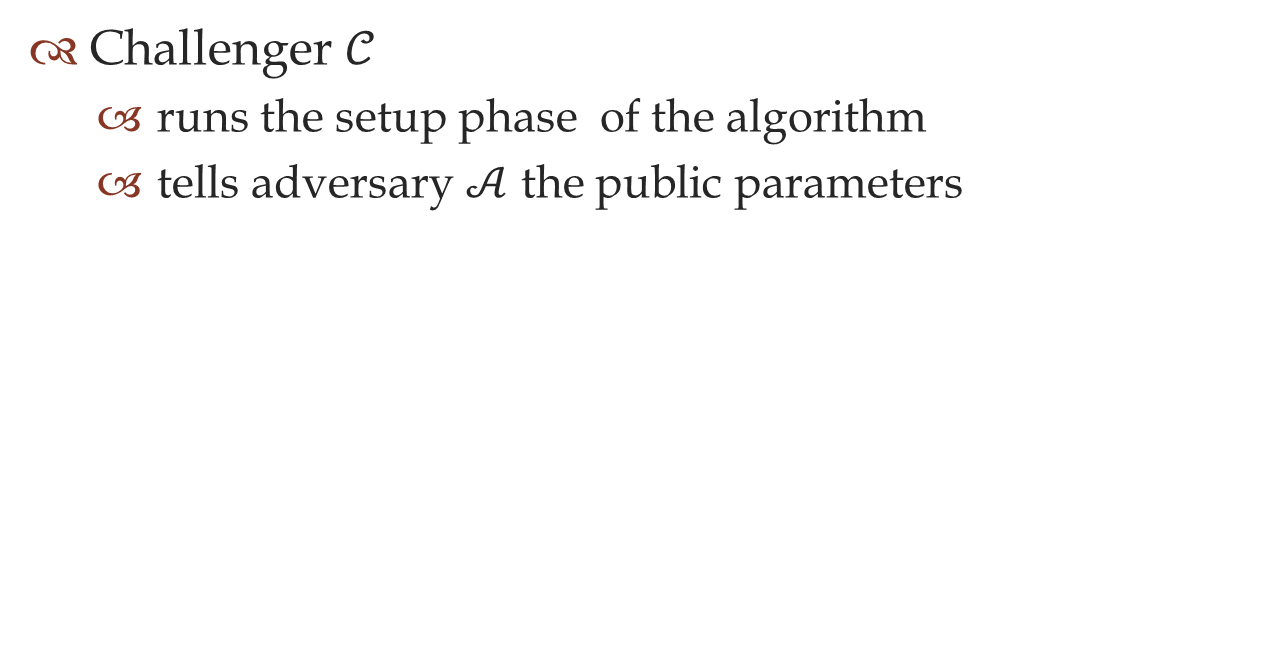 Challenger 𝒞
runs the setup phase  of the algorithm
tells adversary 𝒜 the public parameters